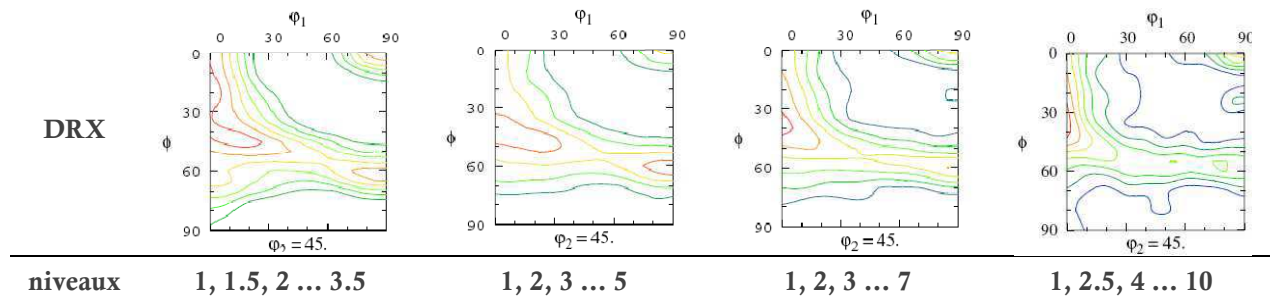 φ₁ φ₁ φ₁ φ₁
0 30 60 90 0 30 60 90 0 30 60 90 0 30 60 90
0 0 0 0
30 30 30 30
DRX
ϕ ϕ ϕ ϕ
60 60 60 60
90 90 90 90
φ₂ = 45. φ₂ = 45. φ₂ = 45. φ₂ = 45.
niveaux 1, 1.5, 2 ... 3.5 1, 2, 3 ... 5 1, 2, 3 ... 7 1, 2.5, 4 ... 10